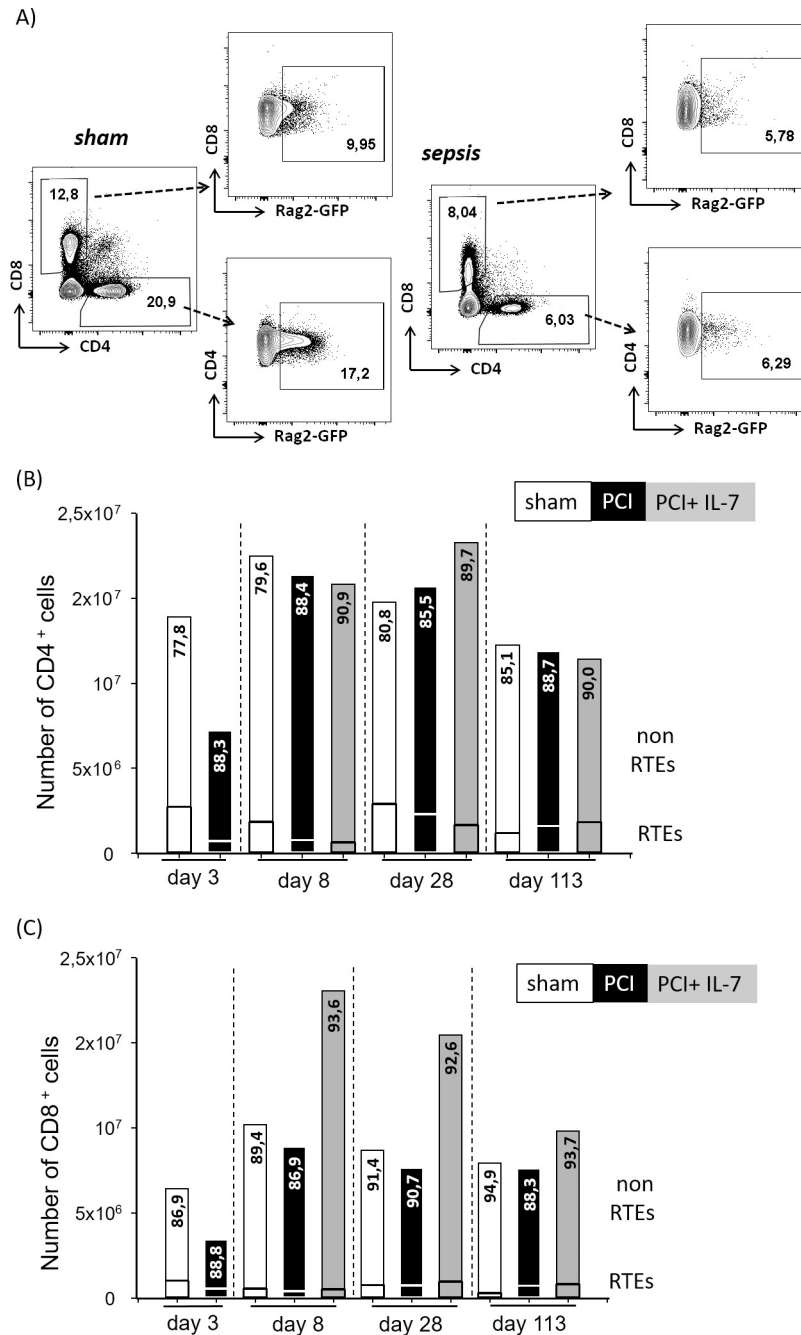 A)
sham
CD8
9,95
Rag2-GFP
CD8
12,8
20,9
CD4
CD4
17,2
Rag2-GFP
sepsis
CD8
5,78
Rag2-GFP
CD8
8,04
6,03
CD4
CD4
6,29
Rag2-GFP
(B)
sham PCI PCI+ IL-7
Number of CD4⁺ cells
2,5x10⁷
2x10⁷
10⁷
5x10⁶
0
77,8
88,3
79,6
88,4
90,9
80,8
85,5
89,7
85,1
88,7
90,0
non
RTEs
RTEs
day 3
day 8
day 28
day 113
(C)
sham PCI PCI+ IL-7
Number of CD8⁺ cells
2,5x10⁷
2x10⁷
10⁷
5x10⁶
0
86,9
88,8
89,4
86,9
93,6
91,4
90,7
92,6
94,9
88,3
93,7
non
RTEs
RTEs
day 3
day 8
day 28
day 113